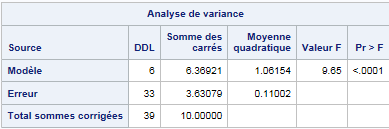 Analyse de variance
Source DDL Somme des carrés Moyenne quadratique Valeur F Pr > F
Modèle 6 6.36921 1.06154 9.65 <.0001
Erreur 33 3.63079 0.11002
Total sommes corrigées 39 10.00000